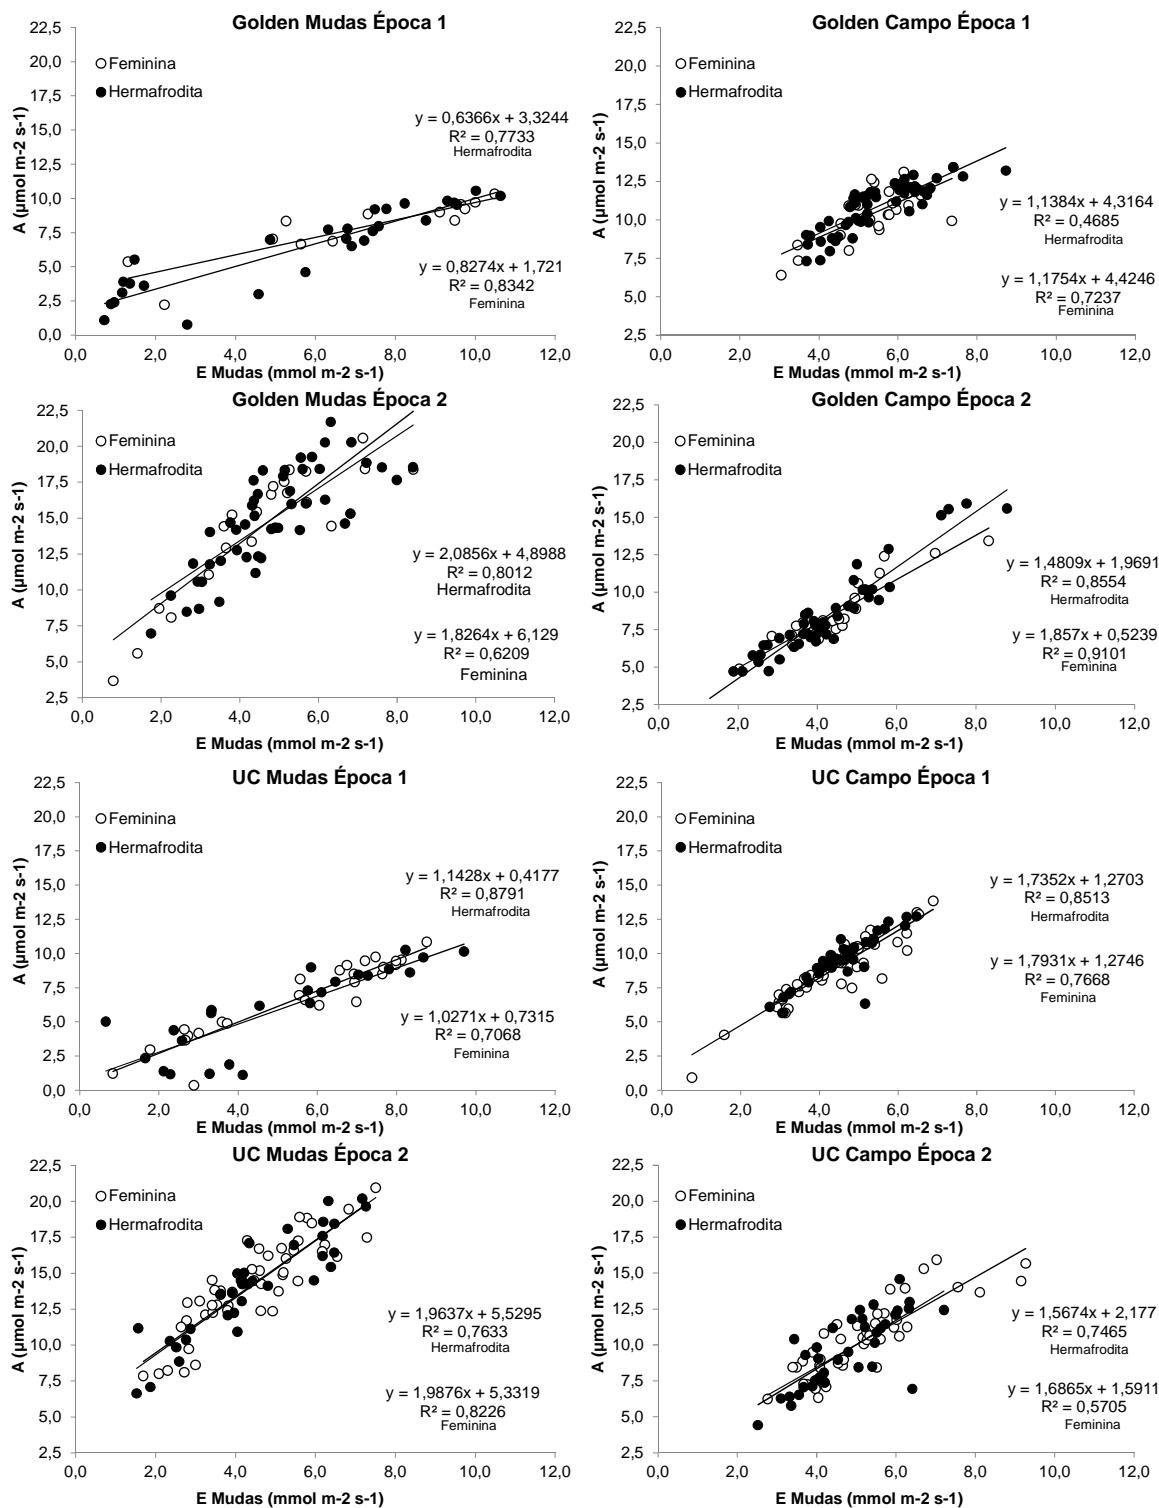 Golden Mudas Época 1
22,5
20,0
17,5
15,0
12,5
10,0
7,5
5,0
2,5
0,0
A (µmol m-2 s-1)
Feminina
Hermafrodita
y = 0,6366x + 3,3244
R² = 0,7733
Hermafrodita
y = 0,8274x + 1,721
R² = 0,8342
Feminina
0,0 2,0 4,0 6,0 8,0 10,0 12,0
E Mudas (mmol m-2 s-1)
Golden Campo Época 1
22,5
20,0
17,5
15,0
12,5
10,0
7,5
5,0
2,5
A (µmol m-2 s-1)
Feminina
Hermafrodita
y = 1,1384x + 4,3164
R² = 0,4685
Hermafrodita
y = 1,1754x + 4,4246
R² = 0,7237
Feminina
0,0 2,0 4,0 6,0 8,0 10,0 12,0
E Mudas (mmol m-2 s-1)
Golden Mudas Época 2
22,5
20,0
17,5
15,0
12,5
10,0
7,5
5,0
2,5
A (µmol m-2 s-1)
Feminina
Hermafrodita
y = 2,0856x + 4,8988
R² = 0,8012
Hermafrodita
y = 1,8264x + 6,129
R² = 0,6209
Feminina
0,0 2,0 4,0 6,0 8,0 10,0 12,0
E Mudas (mmol m-2 s-1)
Golden Campo Época 2
22,5
20,0
17,5
15,0
12,5
10,0
7,5
5,0
2,5
A (µmol m-2 s-1)
Feminina
Hermafrodita
y = 1,4809x + 1,9691
R² = 0,8554
Hermafrodita
y = 1,857x + 0,5239
R² = 0,9101
Feminina
0,0 2,0 4,0 6,0 8,0 10,0 12,0
E Mudas (mmol m-2 s-1)
UC Mudas Época 1
22,5
20,0
17,5
15,0
12,5
10,0
7,5
5,0
2,5
0,0
A (µmol m-2 s-1)
Feminina
Hermafrodita
y = 1,1428x + 0,4177
R² = 0,8791
Hermafrodita
y = 1,0271x + 0,7315
R² = 0,7068
Feminina
0,0 2,0 4,0 6,0 8,0 10,0 12,0
E Mudas (mmol m-2 s-1)
UC Campo Época 1
22,5
20,0
17,5
15,0
12,5
10,0
7,5
5,0
2,5
0,0
A (µmol m-2 s-1)
Feminina
Hermafrodita
y = 1,7352x + 1,2703
R² = 0,8513
Hermafrodita
y = 1,7931x + 1,2746
R² = 0,7668
Feminina
0,0 2,0 4,0 6,0 8,0 10,0 12,0
E Mudas (mmol m-2 s-1)
UC Mudas Época 2
22,5
20,0
17,5
15,0
12,5
10,0
7,5
5,0
2,5
A (µmol m-2 s-1)
Feminina
Hermafrodita
y = 1,9637x + 5,5295
R² = 0,7633
Hermafrodita
y = 1,9876x + 5,3319
R² = 0,8226
Feminina
0,0 2,0 4,0 6,0 8,0 10,0 12,0
E Mudas (mmol m-2 s-1)
UC Campo Época 2
22,5
20,0
17,5
15,0
12,5
10,0
7,5
5,0
2,5
A (µmol m-2 s-1)
Feminina
Hermafrodita
y = 1,5674x + 2,177
R² = 0,7465
Hermafrodita
y = 1,6865x + 1,5911
R² = 0,5705
Feminina
0,0 2,0 4,0 6,0 8,0 10,0 12,0
E Mudas (mmol m-2 s-1)